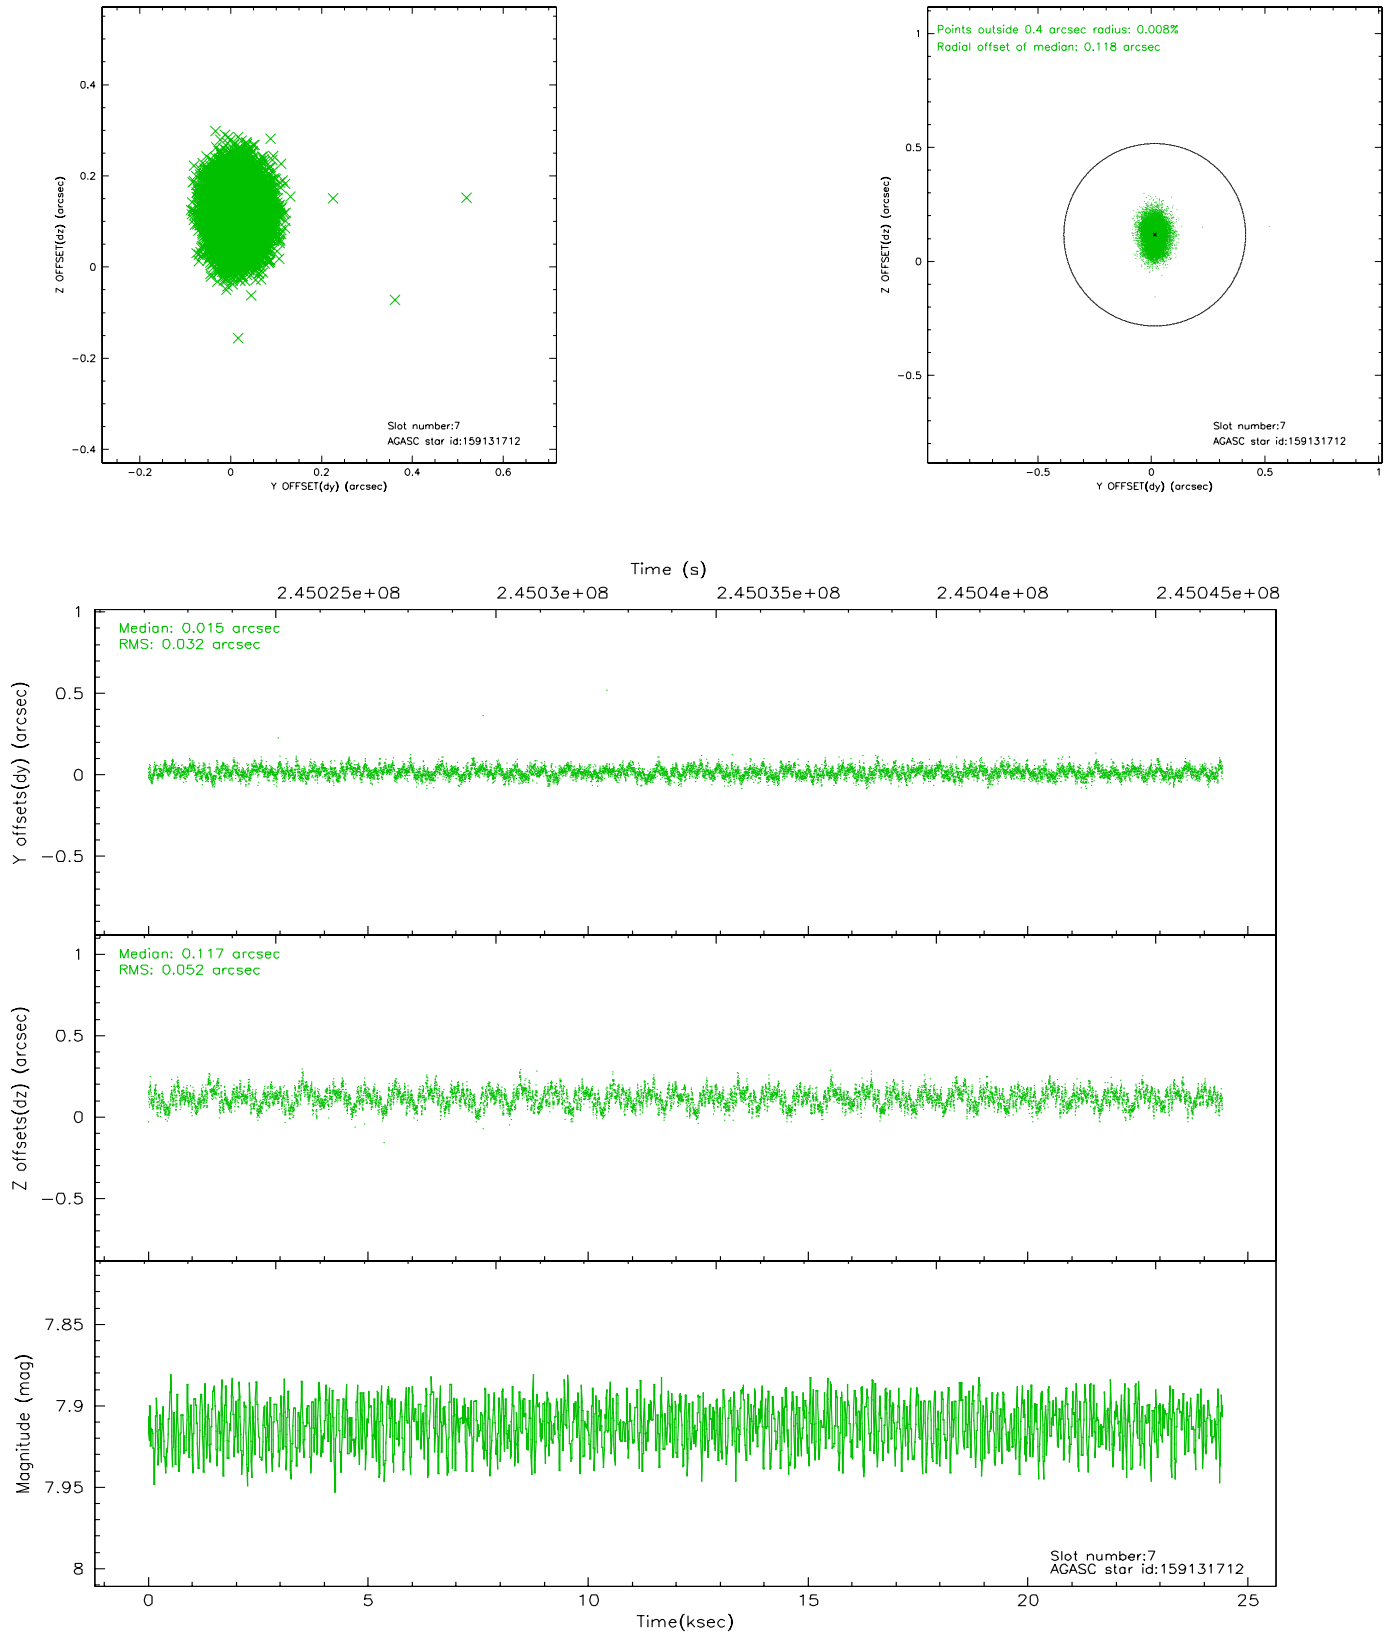 0.4
0.2
0
-0.2
-0.4
Z OFFSET(dz) (arcsec)
Slot number:7
AGASC star id:159131712
-0.2 0 0.2 0.4 0.6
Y OFFSET(dy) (arcsec)
Points outside 0.4 arcsec radius: 0.008%
Radial offset of median: 0.118 arcsec
1
0.5
0
-0.5
Z OFFSET(dz) (arcsec)
Slot number:7
AGASC star id:159131712
-0.5 0 0.5 1
Y OFFSET(dy) (arcsec)
Time (s)
2.45025e+08 2.4503e+08 2.45035e+08 2.4504e+08 2.45045e+08
Median: 0.015 arcsec
RMS: 0.032 arcsec
1
0.5
0
-0.5
Y offsets(dy) (arcsec)
Median: 0.117 arcsec
RMS: 0.052 arcsec
1
0.5
0
-0.5
Z offsets(dz) (arcsec)
7.85
7.9
7.95
8
Magnitude (mag)
Slot number:7
AGASC star id:159131712
0 5 10 15 20 25
Time(ksec)